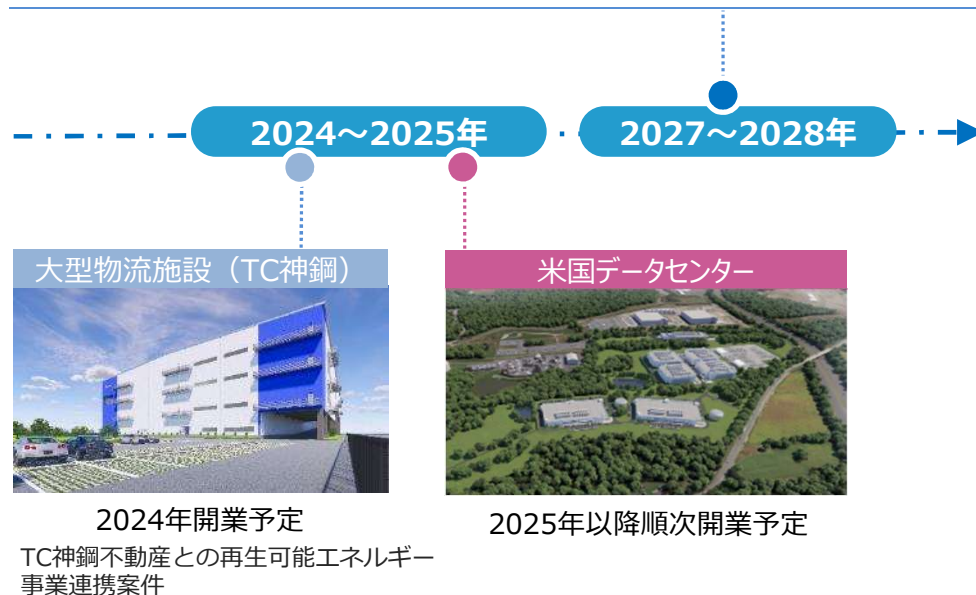 2024～2025年
2027～2028年
大型物流施設（TC神鋼）
米国データセンター
2024年開業予定
2025年以降順次開業予定
TC神鋼不動産との再生可能エネルギー
事業連携案件